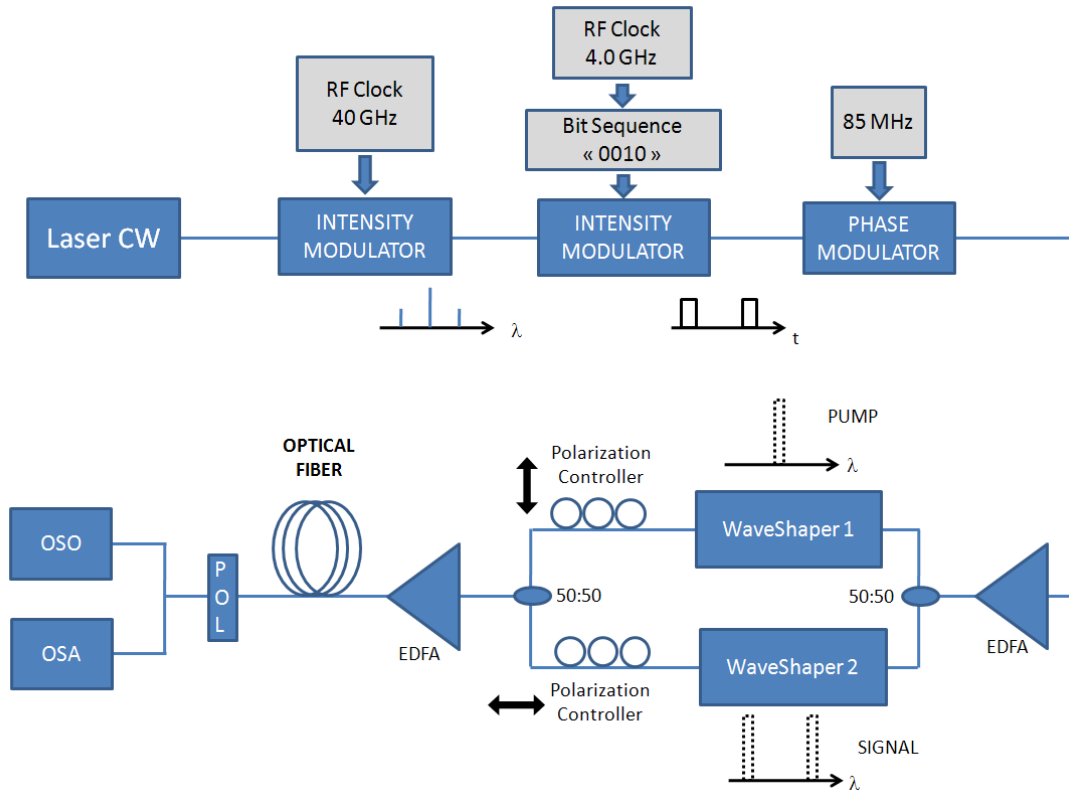 RF Clock
40 GHz
RF Clock
4.0 GHz
Bit Sequence
« 0010 »
85 MHz
Laser CW
INTENSITY
MODULATOR
INTENSITY
MODULATOR
PHASE
MODULATOR
λ
t
OPTICAL
FIBER
Polarization
Controller
PUMP
λ
OSO
OSA
POL
EDFA
50:50
WaveShaper 1
50:50
EDFA
WaveShaper 2
Polarization
Controller
SIGNAL
λ